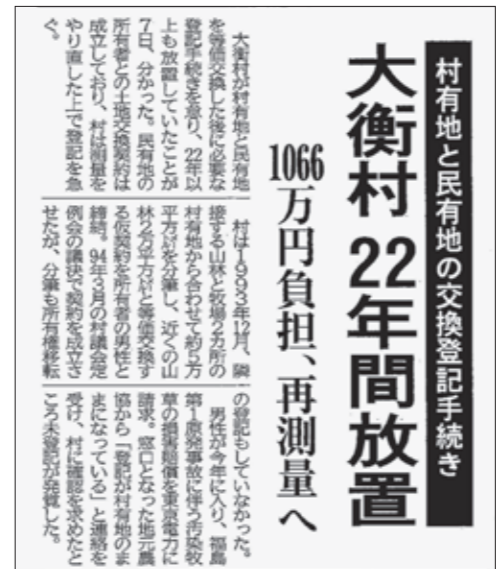 村有地と民有地の交換登記手続き
大衡村 22年間放置
1066万円負担、再測量へ
大衡村が村有地と民有地
を等価交換した後に必要な
登記手続きを怠り、22年以
上も放置していたことが
7日、分かった。民有地の
所有者との土地交換契約は
成立しており、村は測量を
やり直した上で登記を急
ぐ。
村は1993年12月、隣
接する山林と牧場2カ所の
村有地から合わせて約5万
平方㍍を分筆し、近くの山
林2万平方㍍と等価交換す
る仮契約を所有者の男性と
締結。94年3月の村議会定
例会の議決で契約を成立さ
せたが、分筆も所有権移転
の登記もしていなかった。
男性が今年に入り、福島
第1原発事故に伴う汚染牧
草の損害賠償を東京電力に
請求。窓口となった地元農
協から「登記が村有地のま
まになっている」と連絡を
受け、村に確認を求めたと
ころ未登記が発覚した。